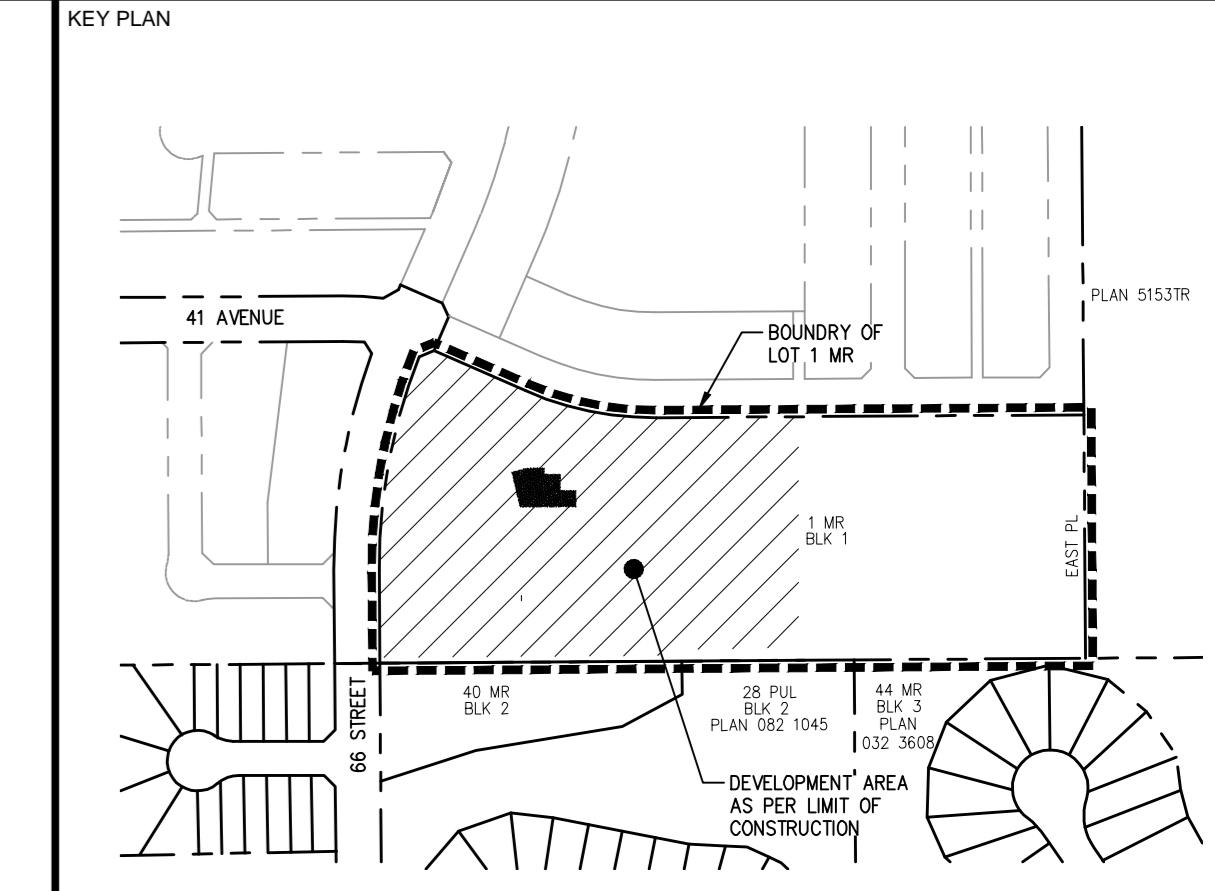 KEY PLAN
PLAN 5153TR
41 AVENUE
BOUNDRY OF
LOT 1 MR
1 MR
BLK 1
EAST PL
66 STREET
40 MR
BLK 2
28 PUL
BLK 2
PLAN 082 1045
44 MR
BLK 3
PLAN
032 3608
DEVELOPMENT AREA
AS PER LIMIT OF
CONSTRUCTION